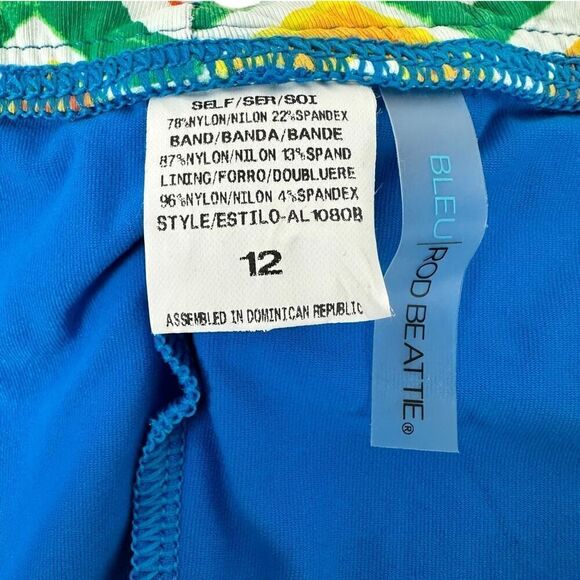 SELF/SER/SOI
78%NYLON/NILON 22%SPANDEX
BAND/BANDA/BANDE
87%NYLON/NILON 13%SPAND
LINING/FORRO/DOUBLUERE
96%NYLON/NILON 4%SPANDEX
STYLE/ESTILO-AL1080B
12
ASSEMBLED IN DOMINICAN REPUBLIC
BLEU|ROD BEATTIE®